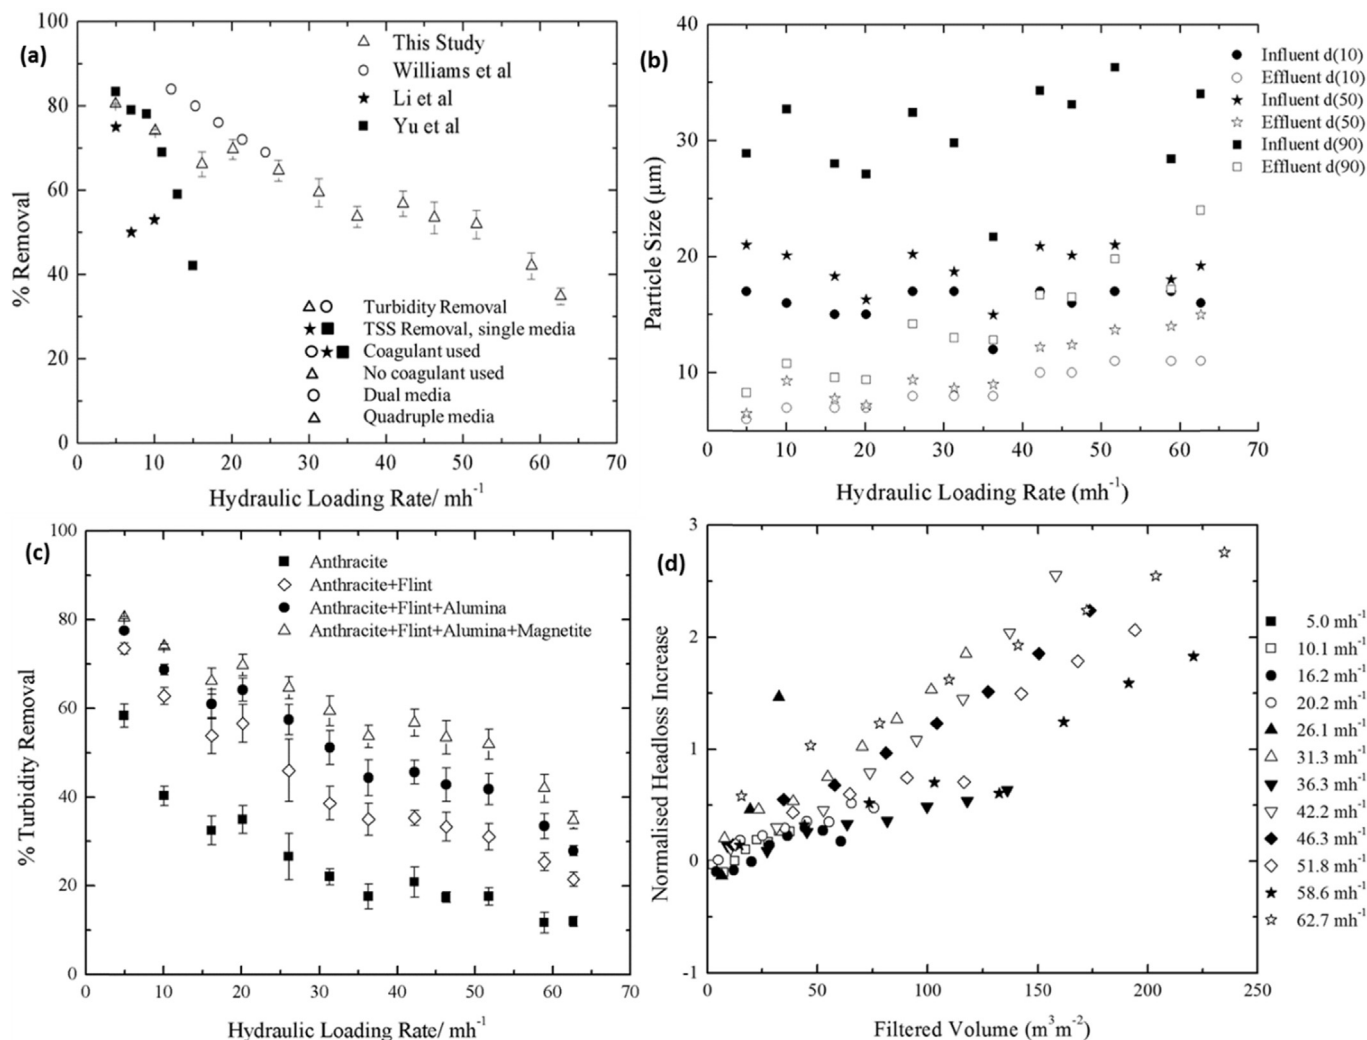 (a)
100
80
60
40
20
0
% Removal
This Study
Williams et al
Li et al
Yu et al
Turbidity Removal
TSS Removal, single media
Coagulant used
No coagulant used
Dual media
Quadruple media
0 10 20 30 40 50 60 70
Hydraulic Loading Rate/ mh⁻¹
(b)
40
30
20
10
Particle Size (μm)
Influent d(10)
Effluent d(10)
Influent d(50)
Effluent d(50)
Influent d(90)
Effluent d(90)
0 10 20 30 40 50 60 70
Hydraulic Loading Rate (mh⁻¹)
(c)
100
80
60
40
20
0
% Turbidity Removal
Anthracite
Anthracite+Flint
Anthracite+Flint+Alumina
Anthracite+Flint+Alumina+Magnetite
0 10 20 30 40 50 60 70
Hydraulic Loading Rate/ mh⁻¹
(d)
3
2
1
0
-1
Normalised Headloss Increase
5.0 mh⁻¹
10.1 mh⁻¹
16.2 mh⁻¹
20.2 mh⁻¹
26.1 mh⁻¹
31.3 mh⁻¹
36.3 mh⁻¹
42.2 mh⁻¹
46.3 mh⁻¹
51.8 mh⁻¹
58.6 mh⁻¹
62.7 mh⁻¹
0 50 100 150 200 250
Filtered Volume (m³m⁻²)